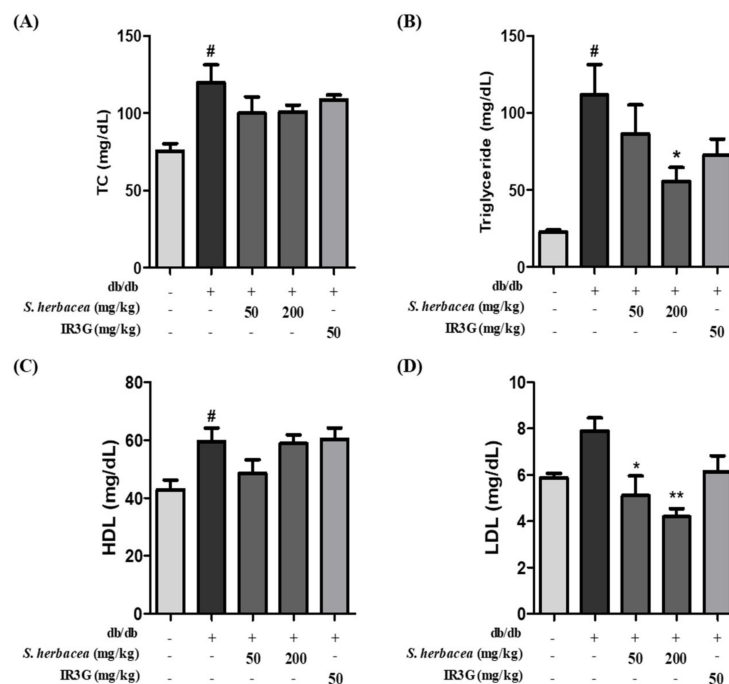 (A)
TC (mg/dL)
150
100
50
0
#
db/db - + + + +
S. herbacea (mg/kg) - - 50 200 -
IR3G (mg/kg) - - - - 50
(B)
Triglyceride (mg/dL)
150
100
50
0
#
*
db/db - + + + +
S. herbacea (mg/kg) - - 50 200 -
IR3G (mg/kg) - - - - 50
(C)
HDL (mg/dL)
80
60
40
20
0
#
db/db - + + + +
S. herbacea (mg/kg) - - 50 200 -
IR3G (mg/kg) - - - - 50
(D)
LDL (mg/dL)
8
6
4
2
0
*
**
db/db - + + + +
S. herbacea (mg/kg) - - 50 200 -
IR3G (mg/kg) - - - - 50